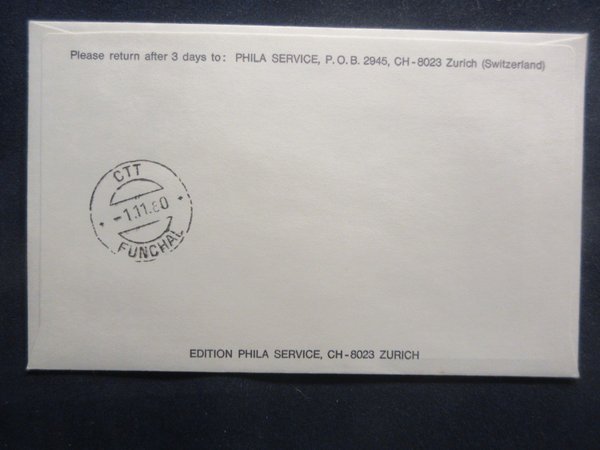 Please return after 3 days to: PHILA SERVICE, P.O.B. 2945, CH-8023 Zurich (Switzerland)
CTT
-1.11.80
FUNCHAL
EDITION PHILA SERVICE, CH-8023 ZURICH